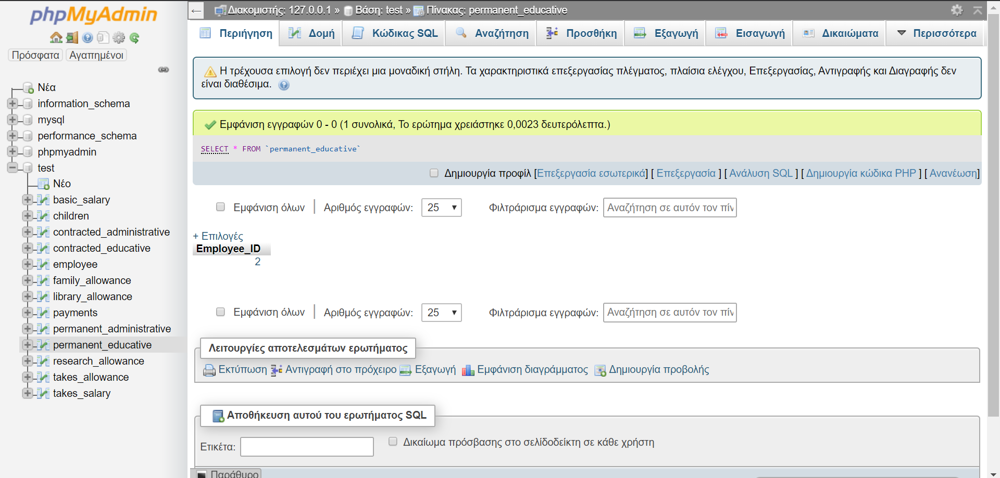 phpMyAdmin
Πρόσφατα Αγαπημένοι
Νέα
information_schema
mysql
performance_schema
phpmyadmin
test
Νέο
basic_salary
children
contracted_administrative
contracted_educative
employee
family_allowance
library_allowance
payments
permanent_administrative
permanent_educative
research_allowance
takes_allowance
takes_salary
Διακομιστής: 127.0.0.1 » Βάση: test » Πίνακας: permanent_educative
Περιήγηση Δομή Κώδικας SQL Αναζήτηση Προσθήκη Εξαγωγή Εισαγωγή Δικαιώματα Περισσότερα
Η τρέχουσα επιλογή δεν περιέχει μια μοναδική στήλη. Τα χαρακτηριστικά επεξεργασίας πλέγματος, πλαίσια ελέγχου, Επεξεργασίας, Αντιγραφής και Διαγραφής δεν
είναι διαθέσιμα.
Εμφάνιση εγγραφών 0 - 0 (1 συνολικά, Το ερώτημα χρειάστηκε 0,0023 δευτερόλεπτα.)
SELECT * FROM `permanent_educative`
Δημιουργία προφίλ [Επεξεργασία εσωτερικά] [ Επεξεργασία ] [ Ανάλυση SQL ] [ Δημιουργία κώδικα PHP ] [ Ανανέωση]
Εμφάνιση όλων | Αριθμός εγγραφών: 25 Φιλτράρισμα εγγραφών: Αναζήτηση σε αυτόν τον πίν
+ Επιλογές
Employee_ID
2
Εμφάνιση όλων | Αριθμός εγγραφών: 25 Φιλτράρισμα εγγραφών: Αναζήτηση σε αυτόν τον πίν
Λειτουργίες αποτελεσμάτων ερωτήματος
Εκτύπωση Αντιγραφή στο πρόχειρο Εξαγωγή Εμφάνιση διαγράμματος Δημιουργία προβολής
Αποθήκευση αυτού του ερωτήματος SQL
Ετικέτα: Δικαίωμα πρόσβασης στο σελίδοδείκτη σε κάθε χρήστη
Παράθυρο